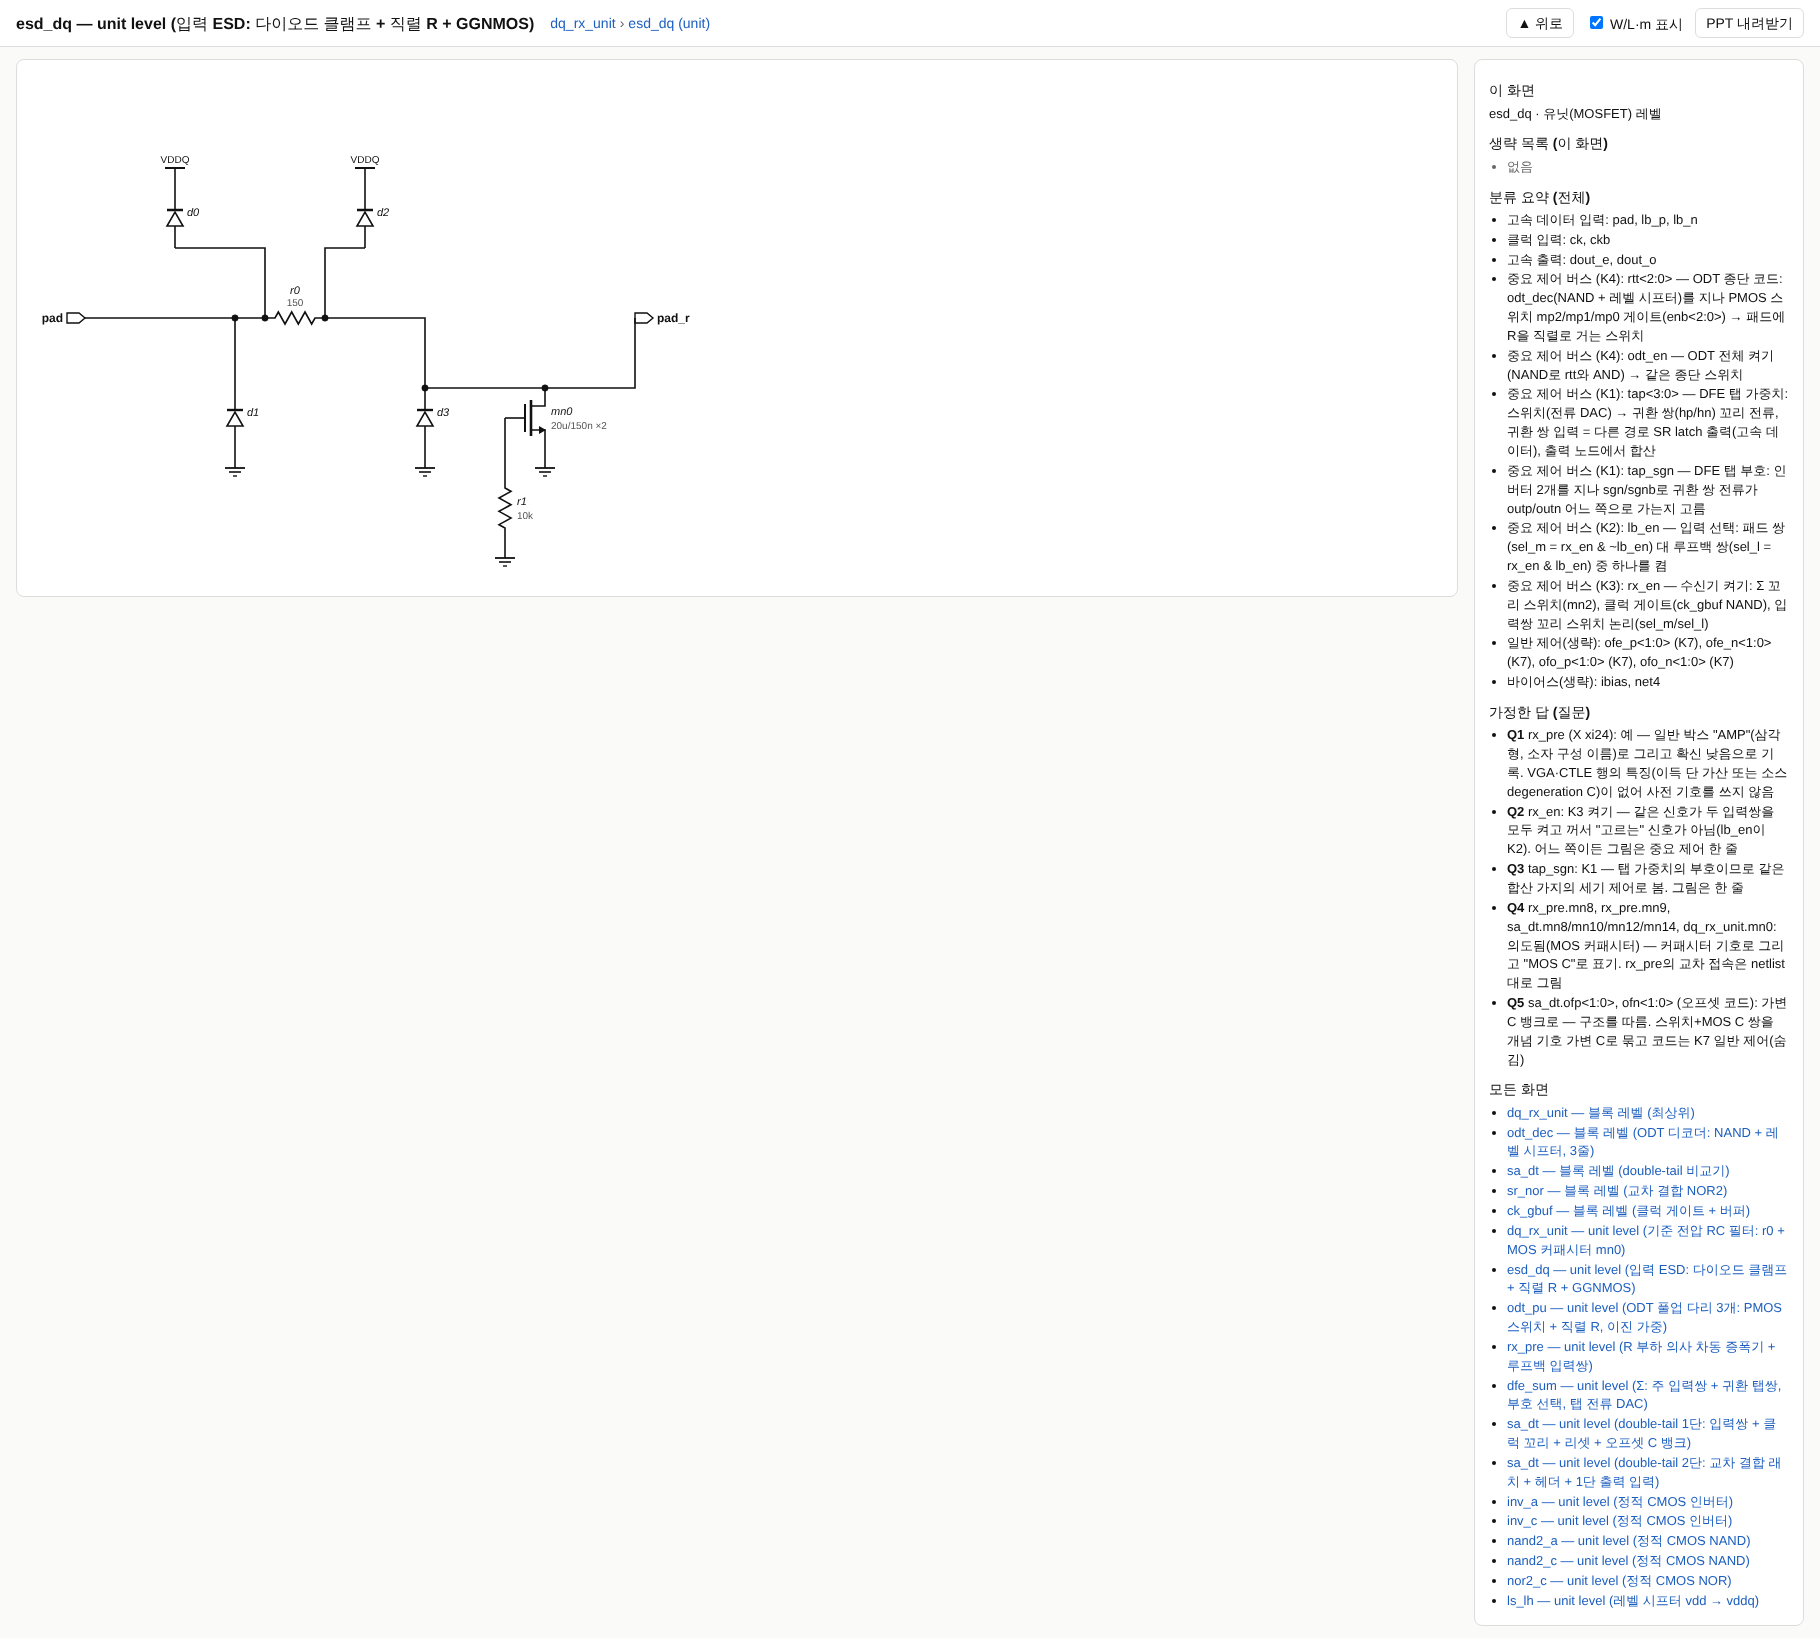 esd_dq — unit level (입력 ESD: 다이오드 클램프 + 직렬 R + GGNMOS)
dq_rx_unit › esd_dq (unit)
▲ 위로
W/L·m 표시
PPT 내려받기
VDDQ
VDDQ
d0
d2
r0
150
pad
pad_r
d1
d3
mn0
20u/150n ×2
r1
10k
이 화면
esd_dq · 유닛(MOSFET) 레벨
생략 목록 (이 화면)
없음
분류 요약 (전체)
고속 데이터 입력: pad, lb_p, lb_n
클럭 입력: ck, ckb
고속 출력: dout_e, dout_o
중요 제어 버스 (K4): rtt<2:0> — ODT 종단 코드:
odt_dec(NAND + 레벨 시프터)를 지나 PMOS 스
위치 mp2/mp1/mp0 게이트(enb<2:0>) → 패드에
R을 직렬로 거는 스위치
중요 제어 버스 (K4): odt_en — ODT 전체 켜기
(NAND로 rtt와 AND) → 같은 종단 스위치
중요 제어 버스 (K1): tap<3:0> — DFE 탭 가중치:
스위치(전류 DAC) → 귀환 쌍(hp/hn) 꼬리 전류,
귀환 쌍 입력 = 다른 경로 SR latch 출력(고속 데
이터), 출력 노드에서 합산
중요 제어 버스 (K1): tap_sgn — DFE 탭 부호: 인
버터 2개를 지나 sgn/sgnb로 귀환 쌍 전류가
outp/outn 어느 쪽으로 가는지 고름
중요 제어 버스 (K2): lb_en — 입력 선택: 패드 쌍
(sel_m = rx_en & ~lb_en) 대 루프백 쌍(sel_l =
rx_en & lb_en) 중 하나를 켬
중요 제어 버스 (K3): rx_en — 수신기 켜기: Σ 꼬
리 스위치(mn2), 클럭 게이트(ck_gbuf NAND), 입
력쌍 꼬리 스위치 논리(sel_m/sel_l)
일반 제어(생략): ofe_p<1:0> (K7), ofe_n<1:0>
(K7), ofo_p<1:0> (K7), ofo_n<1:0> (K7)
바이어스(생략): ibias, net4
가정한 답 (질문)
Q1 rx_pre (X xi24): 예 — 일반 박스 "AMP"(삼각
형, 소자 구성 이름)로 그리고 확신 낮음으로 기
록. VGA·CTLE 행의 특징(이득 단 가산 또는 소스
degeneration C)이 없어 사전 기호를 쓰지 않음
Q2 rx_en: K3 켜기 — 같은 신호가 두 입력쌍을
모두 켜고 꺼서 "고르는" 신호가 아님(lb_en이
K2). 어느 쪽이든 그림은 중요 제어 한 줄
Q3 tap_sgn: K1 — 탭 가중치의 부호이므로 같은
합산 가지의 세기 제어로 봄. 그림은 한 줄
Q4 rx_pre.mn8, rx_pre.mn9,
sa_dt.mn8/mn10/mn12/mn14, dq_rx_unit.mn0:
의도됨(MOS 커패시터) — 커패시터 기호로 그리
고 "MOS C"로 표기. rx_pre의 교차 접속은 netlist
대로 그림
Q5 sa_dt.ofp<1:0>, ofn<1:0> (오프셋 코드): 가변
C 뱅크로 — 구조를 따름. 스위치+MOS C 쌍을
개념 기호 가변 C로 묶고 코드는 K7 일반 제어(숨
김)
모든 화면
dq_rx_unit — 블록 레벨 (최상위)
odt_dec — 블록 레벨 (ODT 디코더: NAND + 레
벨 시프터, 3줄)
sa_dt — 블록 레벨 (double-tail 비교기)
sr_nor — 블록 레벨 (교차 결합 NOR2)
ck_gbuf — 블록 레벨 (클럭 게이트 + 버퍼)
dq_rx_unit — unit level (기준 전압 RC 필터: r0 +
MOS 커패시터 mn0)
esd_dq — unit level (입력 ESD: 다이오드 클램프
+ 직렬 R + GGNMOS)
odt_pu — unit level (ODT 풀업 다리 3개: PMOS
스위치 + 직렬 R, 이진 가중)
rx_pre — unit level (R 부하 의사 차동 증폭기 +
루프백 입력쌍)
dfe_sum — unit level (Σ: 주 입력쌍 + 귀환 탭쌍,
부호 선택, 탭 전류 DAC)
sa_dt — unit level (double-tail 1단: 입력쌍 + 클
럭 꼬리 + 리셋 + 오프셋 C 뱅크)
sa_dt — unit level (double-tail 2단: 교차 결합 래
치 + 헤더 + 1단 출력 입력)
inv_a — unit level (정적 CMOS 인버터)
inv_c — unit level (정적 CMOS 인버터)
nand2_a — unit level (정적 CMOS NAND)
nand2_c — unit level (정적 CMOS NAND)
nor2_c — unit level (정적 CMOS NOR)
ls_lh — unit level (레벨 시프터 vdd → vddq)